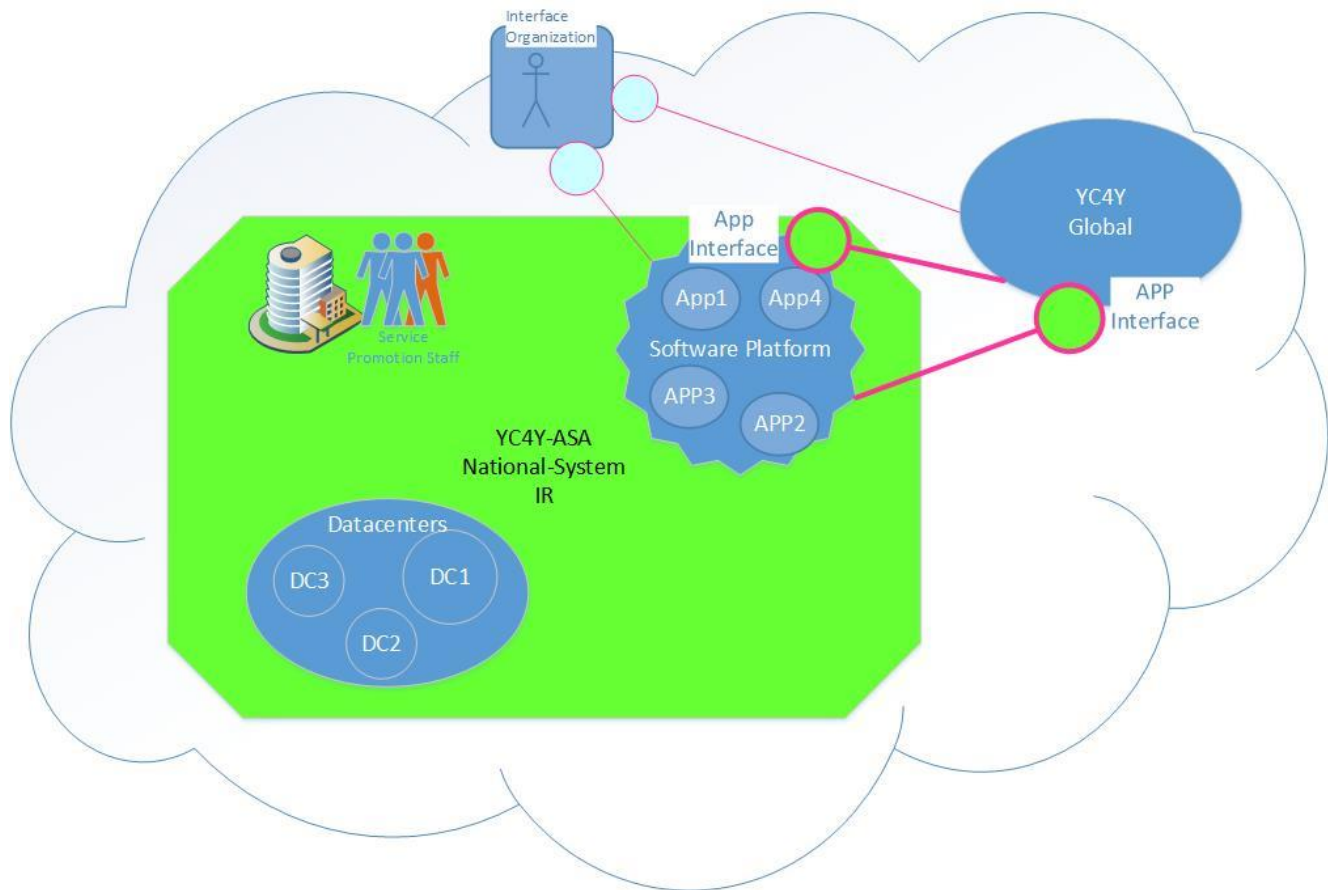 Interface
Organization
YC4Y
Global
App
Interface
APP
Interface
App1
App4
Service
Promotion Staff
Software Platform
APP3
APP2
YC4Y-ASA
National-System
IR
Datacenters
DC3
DC1
DC2